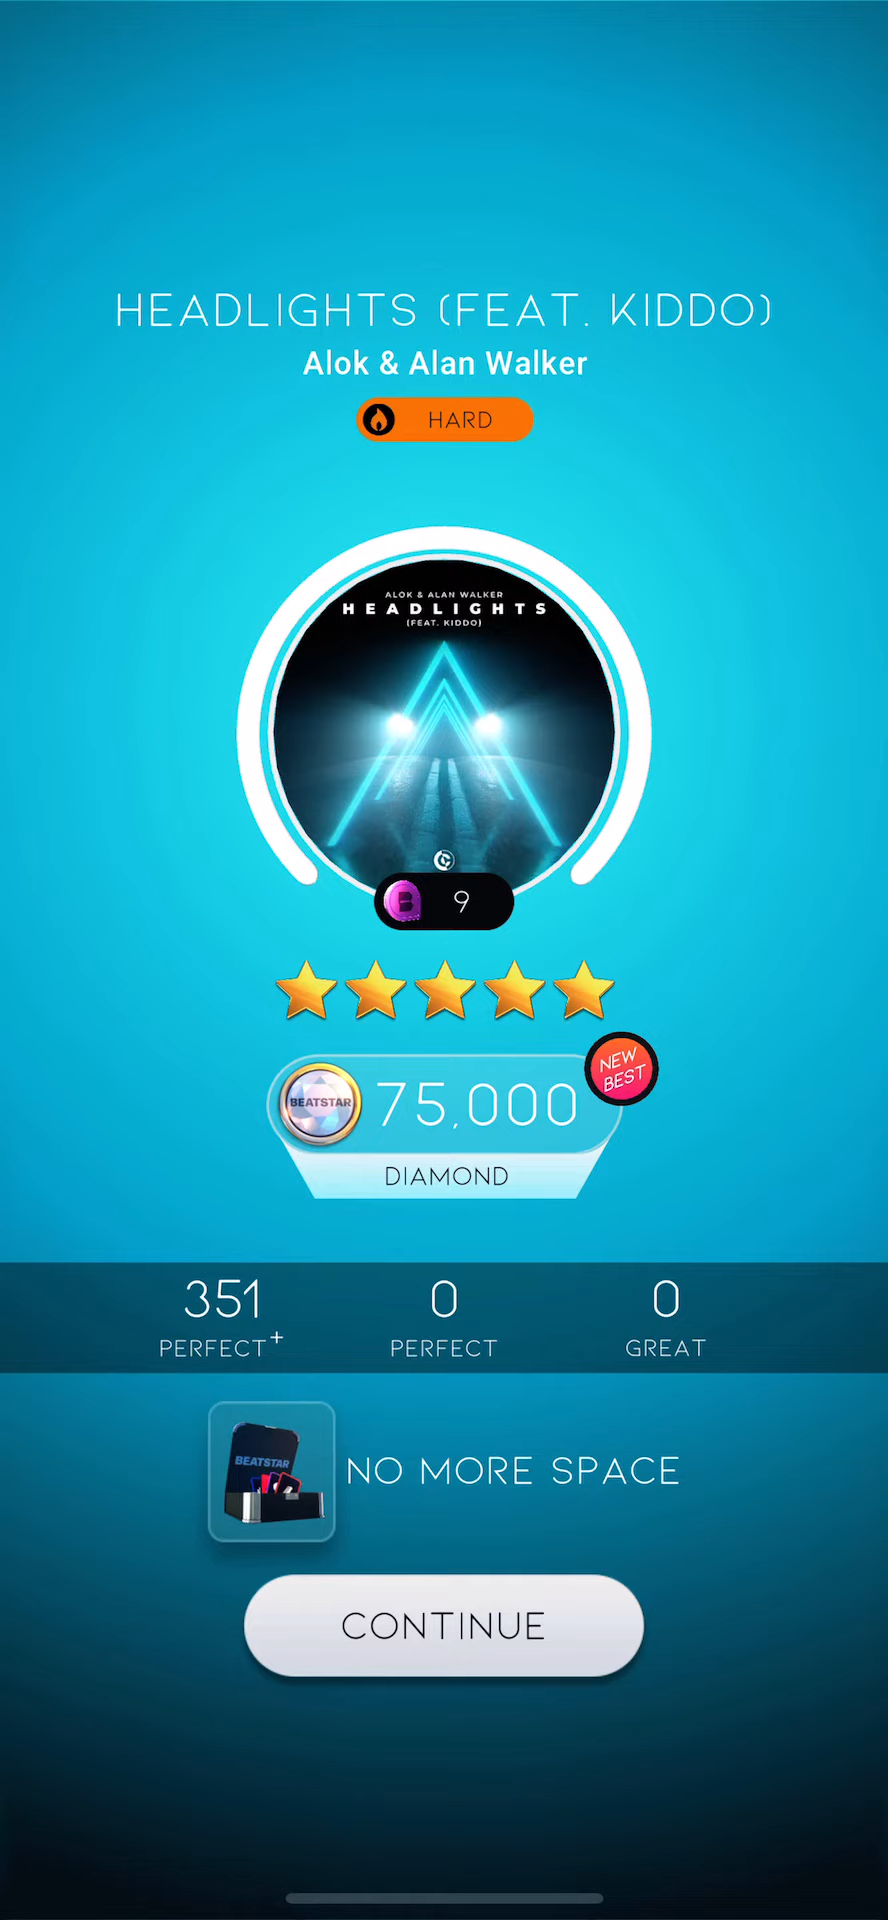 HEADLIGHTS (FEAT. KIDDO)
Alok & Alan Walker
HARD
ALOK & ALAN WALKER
HEADLIGHTS
(FEAT. KIDDO)
9
NEW
BEST
BEATSTAR
75,000
DIAMOND
351
PERFECT+
0
PERFECT
0
GREAT
BEATSTAR
NO MORE SPACE
CONTINUE